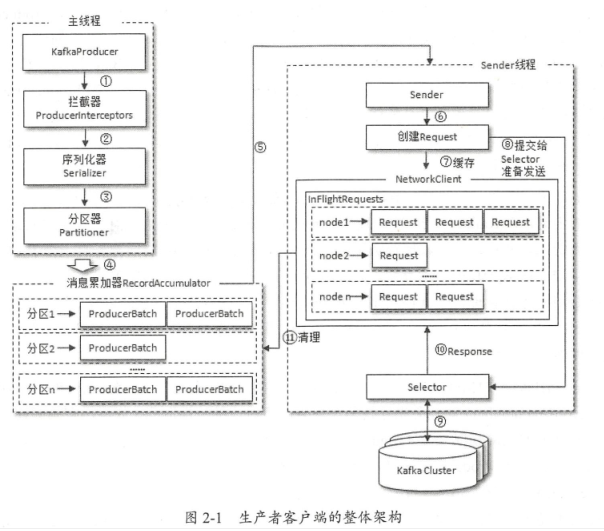 主线程
KafkaProducer
①
拦截器
ProducerInterceptors
②
序列化器
Serializer
③
分区器
Partitioner
④
消息累加器RecordAccumulator
分区1
ProducerBatch
ProducerBatch
分区2
ProducerBatch
......
分区n
ProducerBatch
ProducerBatch
⑤
Sender线程
Sender
⑥
创建Request
⑦缓存
⑧提交给
Selector
准备发送
NetworkClient
InFlightRequests
node1
Request
Request
Request
node2
Request
......
node n
Request
Request
⑪清理
⑩Response
Selector
⑨
Kafka Cluster
图 2-1 生产者客户端的整体架构